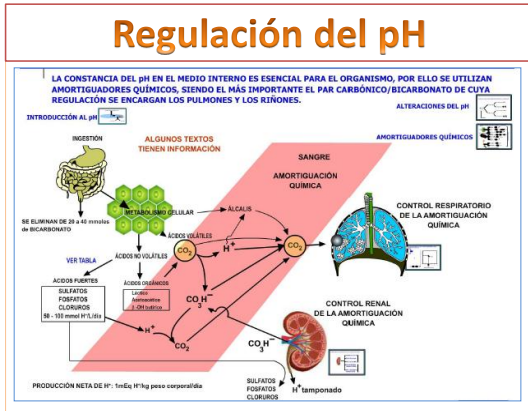 Regulación del pH
LA CONSTANCIA DEL pH EN EL MEDIO INTERNO ES ESENCIAL PARA EL ORGANISMO, POR ELLO SE UTILIZAN
AMORTIGUADORES QUÍMICOS, SIENDO EL MÁS IMPORTANTE EL PAR CARBÓNICO/BICARBONATO DE CUYA
REGULACIÓN SE ENCARGAN LOS PULMONES Y LOS RIÑONES.
ALTERACIONES DEL pH
INTRODUCCIÓN AL pH
AMORTIGUADORES QUÍMICOS
INGESTIÓN
ALGUNOS TEXTOS
TIENEN INFORMACIÓN
SANGRE
AMORTIGUACIÓN
QUÍMICA
METABOLISMO CELULAR
ÁLCALIS
CONTROL RESPIRATORIO
DE LA AMORTIGUACIÓN
QUÍMICA
SE ELIMINAN DE 20 a 40 mmoles
de BICARBONATO
ÁCIDOS VOLÁTILES
CO2
H+
CO2
VER TABLA
ÁCIDOS NO VOLÁTILES
ÁCIDOS FUERTES
ÁCIDOS ORGÁNICOS
SULFATOS
FOSFATOS
CLORUROS
50 - 100 mmol H+/L/día
Láctico
Acetoacético
CO3H−
CONTROL RENAL
DE LA AMORTIGUACIÓN
QUÍMICA
H+
CO2
CO3H−
PRODUCCIÓN NETA DE H+: 1mEq H+/kg peso corporal/día
SULFATOS
FOSFATOS
CLORUROS
H+tamponado